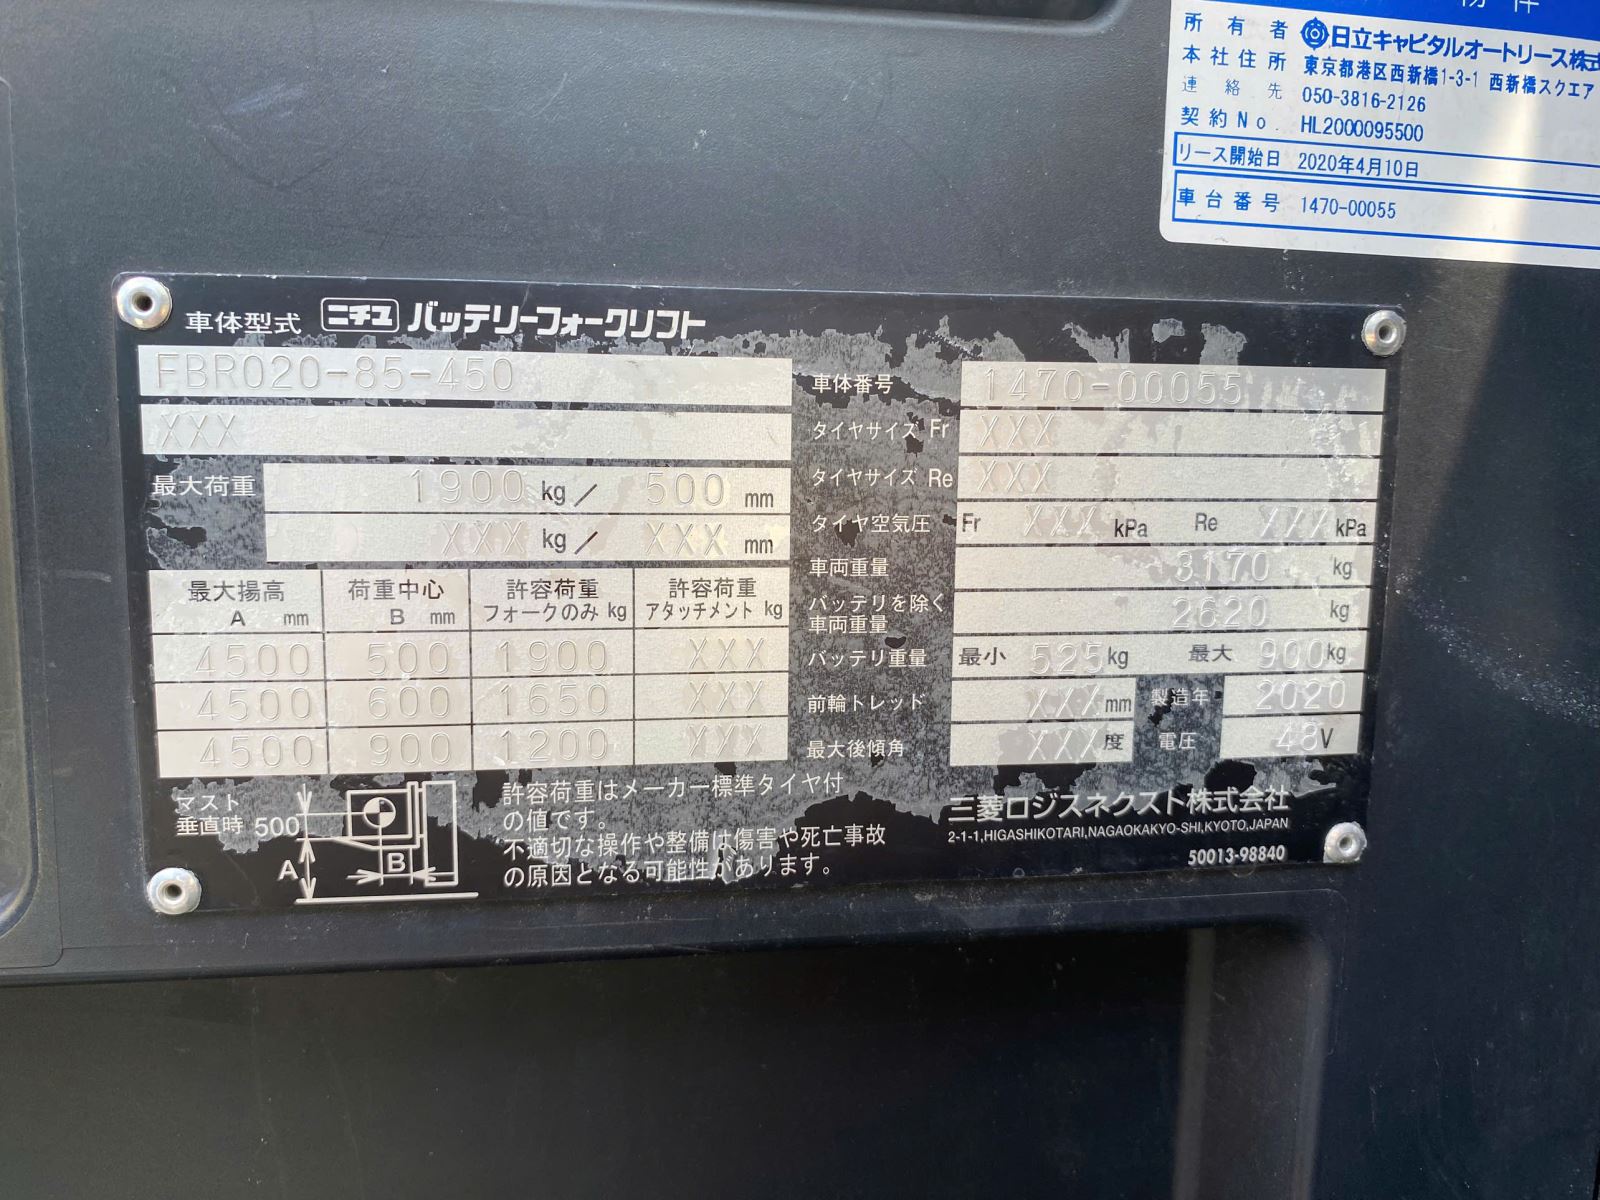 物件
所有者 日立キャピタルオートリース株式
本社住所 東京都港区西新橋1-3-1 西新橋スクエア
連絡先 050-3816-2126
契約No. HL2000095500
リース開始日 2020年4月10日
車台番号 1470-00055
車体型式 ニチユ バッテリーフォークリフト
FBRO20-85-450
XXX
最大荷重 1900 kg/ 500 mm
XXX kg/ XXX mm
最大揚高 荷重中心 許容荷重 許容荷重
A mm B mm フォークのみ kg アタッチメント kg
4500 500 1900 XXX
4500 600 1650 XXX
4500 900 1200 XXX
車体番号 1470-00055
タイヤサイズ Fr XXX
タイヤサイズ Re XXX
タイヤ空気圧 Fr XXX kPa Re XXX kPa
車両重量 3170 kg
バッテリを除く
車両重量 2620 kg
バッテリ重量 最小 525 kg 最大 900 kg
前輪トレッド XXX mm 製造年 2020
最大後傾角 XXX 度 電圧 48 V
マスト
垂直時 500
A
B
許容荷重はメーカー標準タイヤ付
の値です。
不適切な操作や整備は傷害や死亡事故
の原因となる可能性があります。
三菱ロジスネクスト株式会社
2-1-1,HIGASHIKOTARI,NAGAOKAKYO-SHI,KYOTO,JAPAN
50013-98840